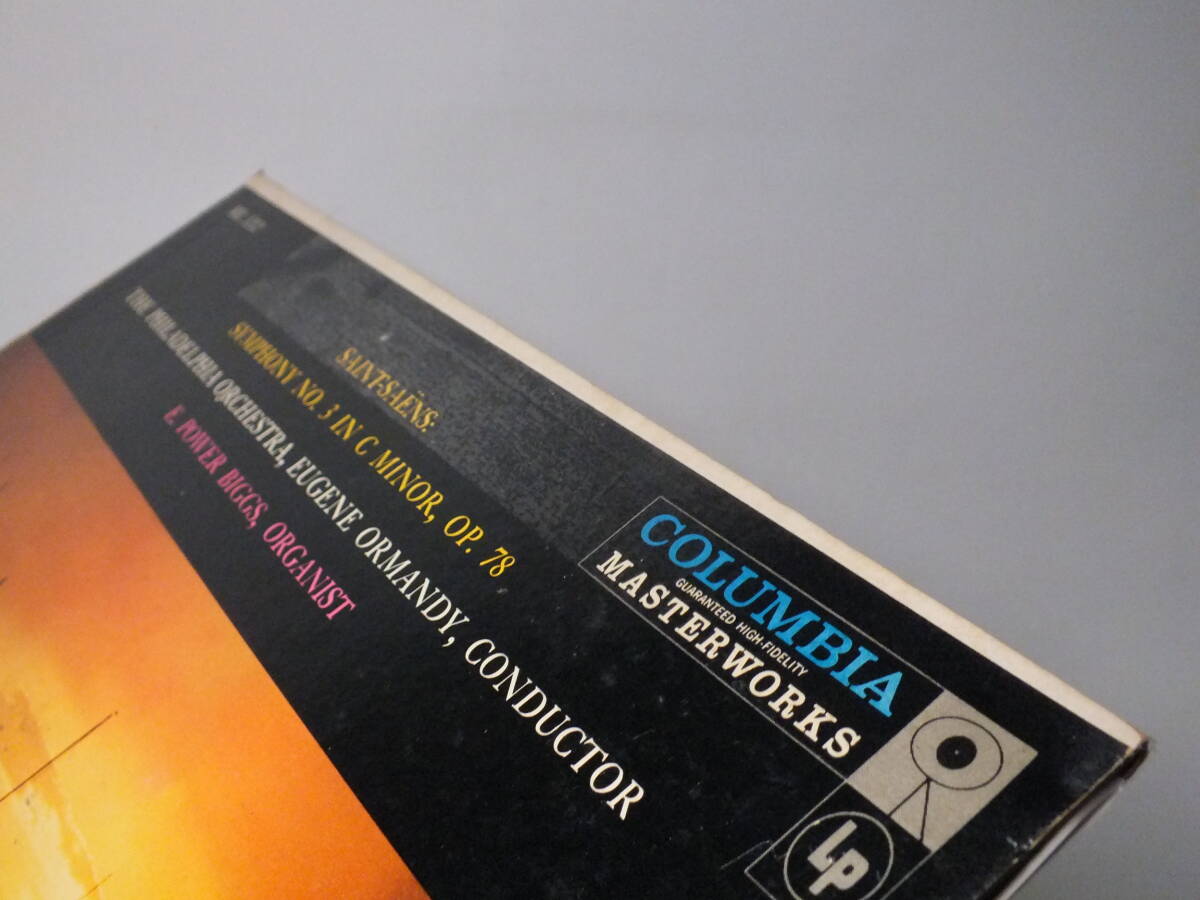 SAINT-SAËNS:
SYMPHONY NO. 3 IN C MINOR, OP. 78
THE PHILADELPHIA ORCHESTRA, EUGENE ORMANDY, CONDUCTOR
E. POWER BIGGS, ORGANIST
COLUMBIA
GUARANTEED HIGH-FIDELITY
MASTERWORKS
LP